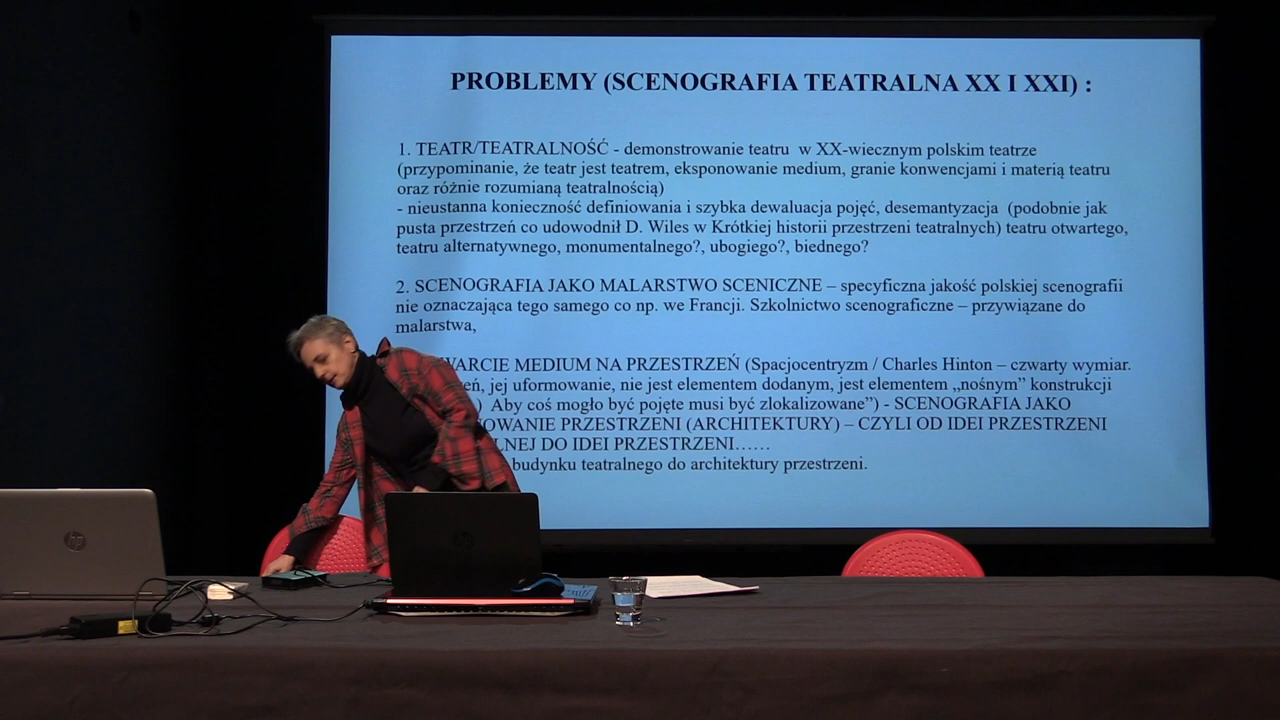 PROBLEMY (SCENOGRAFIA TEATRALNA XX I XXI) :
1. TEATR/TEATRALNOŚĆ - demonstrowanie teatru w XX-wiecznym polskim teatrze
(przypominanie, że teatr jest teatrem, eksponowanie medium, granie konwencjami i materią teatru
oraz różnie rozumianą teatralnością)
- nieustanna konieczność definiowania i szybka dewaluacja pojęć, desemantyzacja (podobnie jak
pusta przestrzeń co udowodnił D. Wiles w Krótkiej historii przestrzeni teatralnych) teatru otwartego,
teatru alternatywnego, monumentalnego?, ubogiego?, biednego?
2. SCENOGRAFIA JAKO MALARSTWO SCENICZNE – specyficzna jakość polskiej scenografii
nie oznaczająca tego samego co np. we Francji. Szkolnictwo scenograficzne – przywiązane do
malarstwa,
MEDIUM NA PRZESTRZEŃ (Spacjocentryzm / Charles Hinton – czwarty wymiar.
jej uformowanie, nie jest elementem dodanym, jest elementem „nośnym” konstrukcji
) Aby coś mogło być pojęte musi być zlokalizowane”) - SCENOGRAFIA JAKO
PRZESTRZENI (ARCHITEKTURY) – CZYLI OD IDEI PRZESTRZENI
DO IDEI PRZESTRZENI……
budynku teatralnego do architektury przestrzeni.
hp